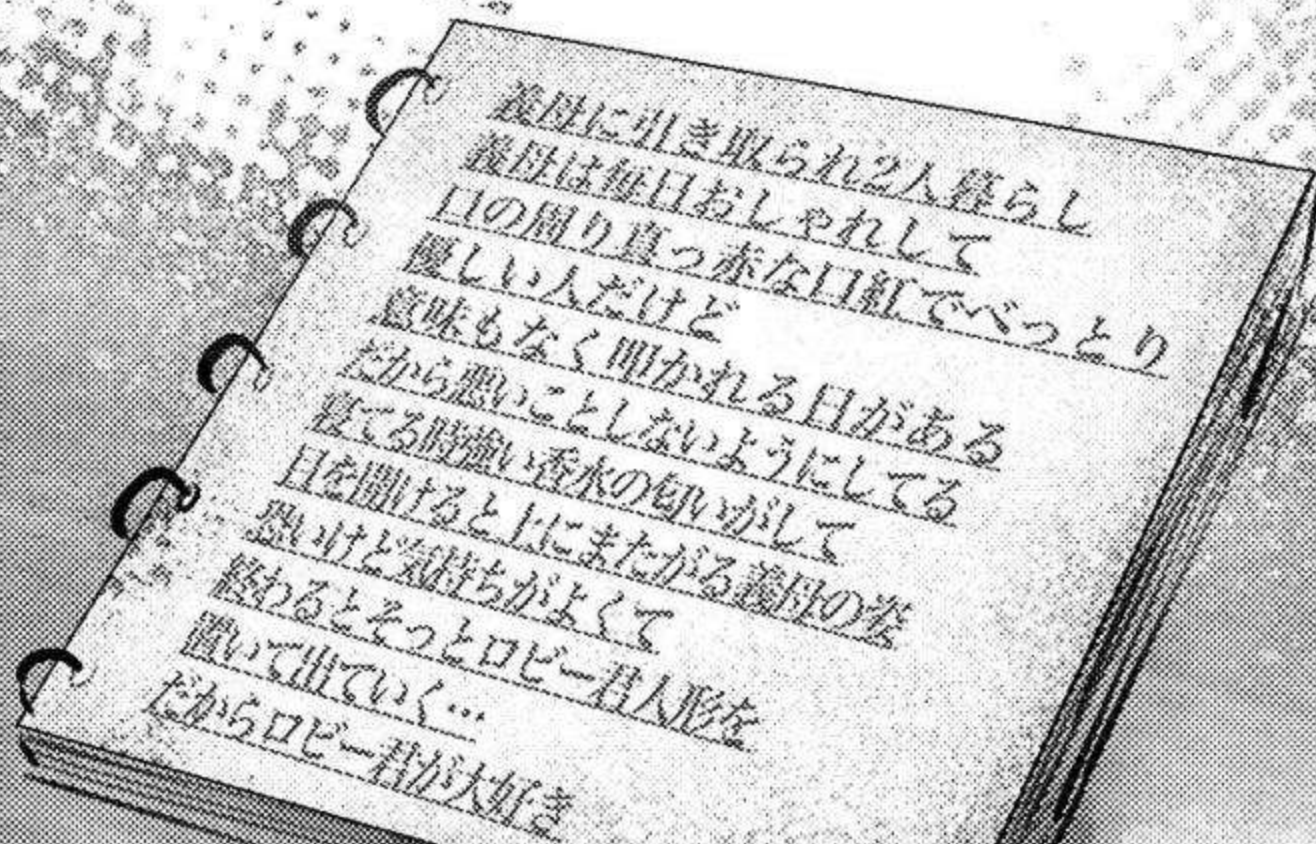 義母に引き取られ2人暮らし
義母は毎日おしゃれして
口の周り真っ赤な口紅でべっとり
優しい人だけど
意味もなく叩かれる日がある
だから悪いことしないようにしてる
寝てる時強い香水の匂いがして
目を開けると上にまたがる義母の姿
恐いけど気持ちがよくて
終わるとそっとロビー君人形を
置いて出ていく…
だからロビー君が大好き